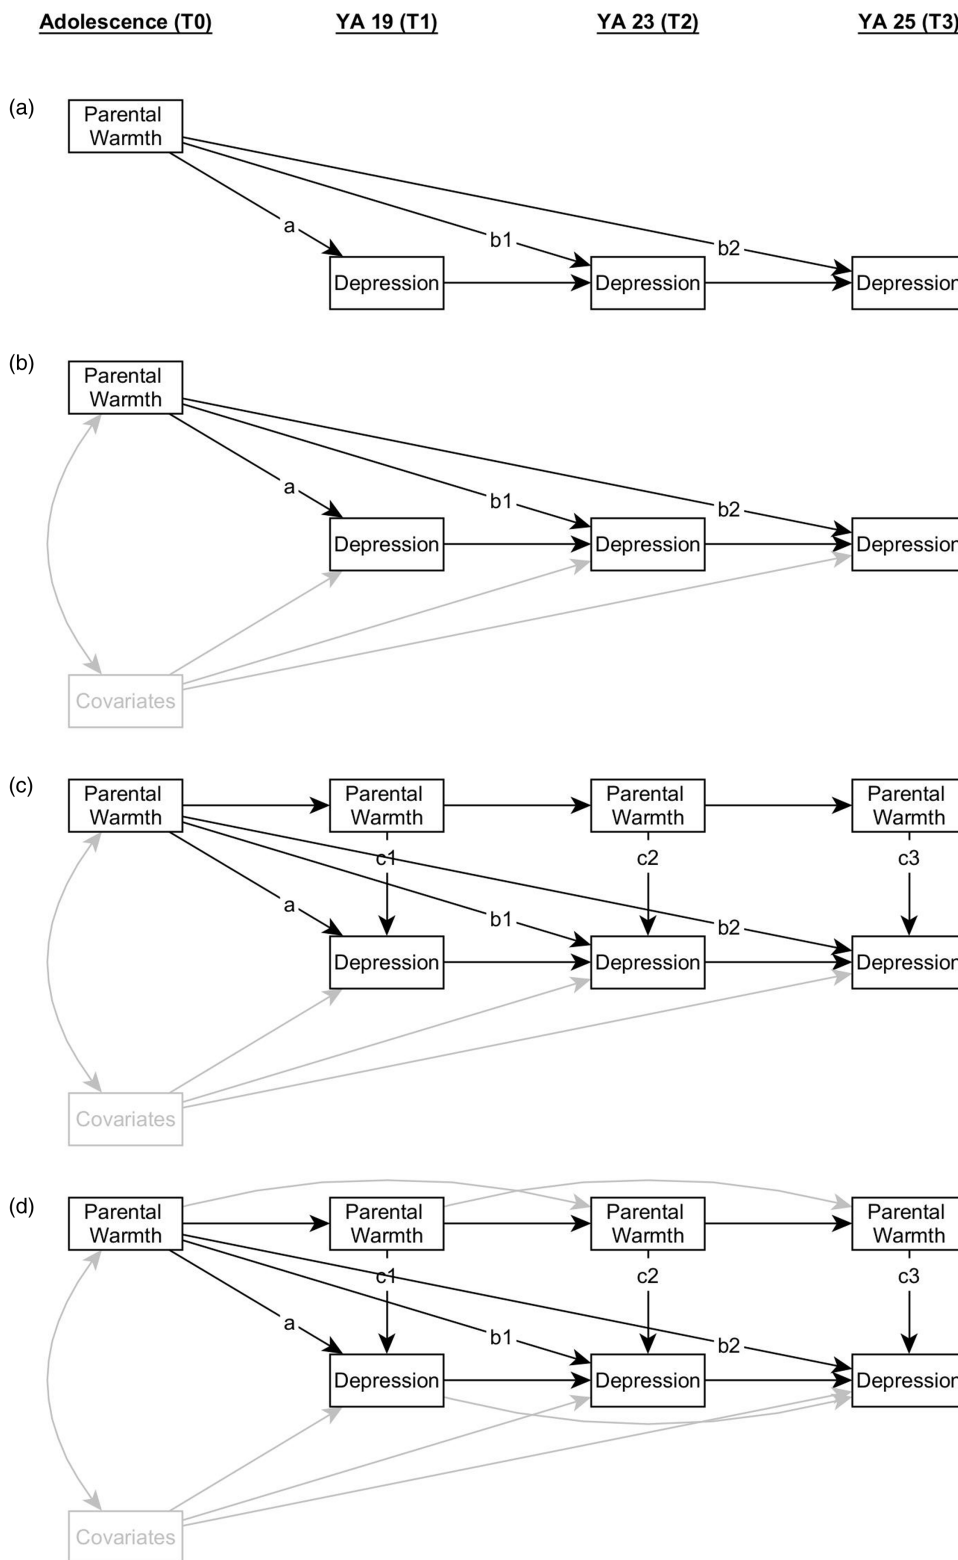 Adolescence (T0) YA 19 (T1) YA 23 (T2) YA 25 (T3)
(a)
Parental
Warmth
a
b1
b2
Depression Depression Depression
(b)
Parental
Warmth
a
b1
b2
Depression Depression Depression
Covariates
(c)
Parental Parental Parental Parental
Warmth Warmth Warmth Warmth
c1 c2 c3
a
b1
b2
Depression Depression Depression
Covariates
(d)
Parental Parental Parental Parental
Warmth Warmth Warmth Warmth
c1 c2 c3
a
b1
b2
Depression Depression Depression
Covariates